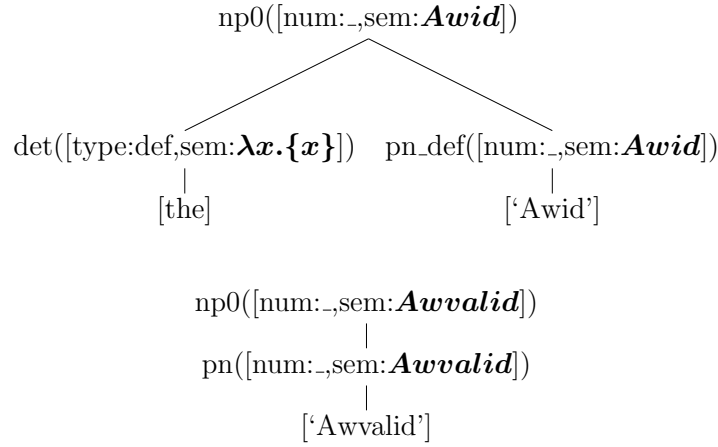 np0([num:_,sem:Awid])
det([type:def,sem:λx.{x}]) pn_def([num:_,sem:Awid])
[the] [‘Awid’]
np0([num:_,sem:Awvalid])
pn([num:_,sem:Awvalid])
[‘Awvalid’]